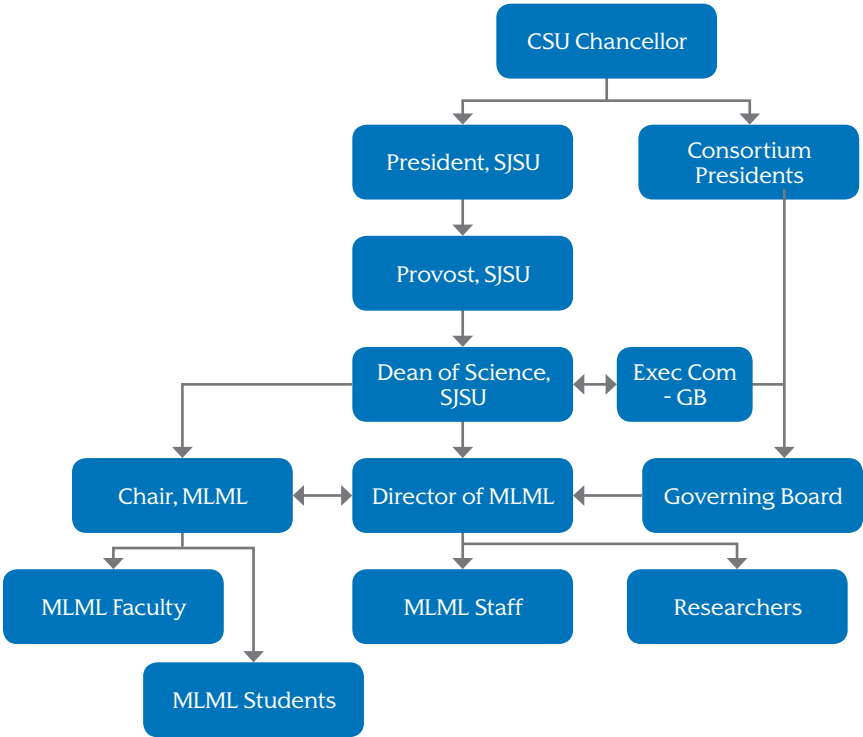 CSU Chancellor
President, SJSU
Consortium
Presidents
Provost, SJSU
Dean of Science,
SJSU
Exec Com
- GB
Chair, MLML
Director of MLML
Governing Board
MLML Faculty
MLML Staff
Researchers
MLML Students